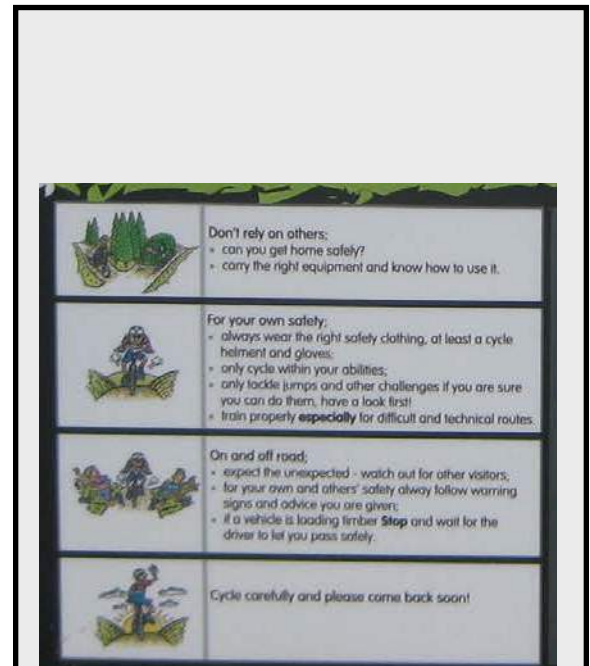 Don't rely on others;
» can you get home safely?
» carry the right equipment and know how to use it.
For your own safety;
» always wear the right safety clothing, at least a cycle
helment and gloves;
» only cycle within your abilities;
» only tackle jumps and other challenges if you are sure
you can do them, have a look first!
» train properly especially for difficult and technical routes.
On and off road;
» expect the unexpected - watch out for other visitors;
» for your own and others' safety alway follow warning
signs and advice you are given;
» if a vehicle is loading timber Stop and wait for the
driver to let you pass safely.
Cycle carefully and please come back soon!